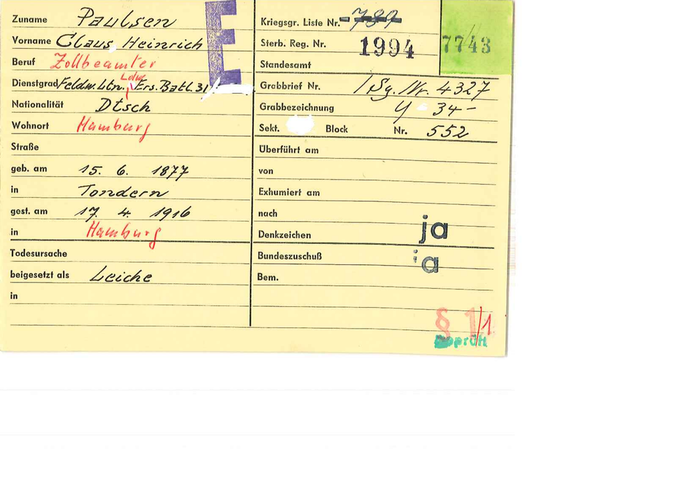 E
Zuname Paulsen
Vorname Claus Heinrich
Beruf Zollbeamter
Ldw.
Dienstgrad Feldw. Ltn. Ers. Batl. 31
Nationalität Dtsch
Wohnort Hamburg
Straße
geb. am 15. 6. 1877
in Tondern
gest. am 17. 4. 1916
in Hamburg
Todesursache
beigesetzt als Leiche
in
Kriegsgr. Liste Nr. 789
Sterb. Reg. Nr. 1994 7743
Standesamt
Grabbrief Nr. / Sg. Nr. 4327
Grabbezeichnung Y 34-
Sekt. Block Nr. 552
Überführt am
von
Exhumiert am
nach
Denkzeichen ja
Bundeszuschuß ja
Bem.
§ 1/1